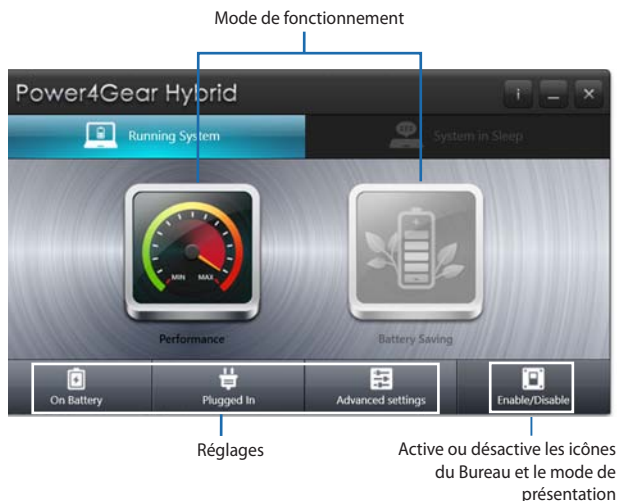 Mode de fonctionnement
Power4Gear Hybrid
i
Running System
System in Sleep
MIN MAX
Performance
Battery Saving
On Battery
Plugged In
Advanced settings
Enable/Disable
Réglages
Active ou désactive les icônes
du Bureau et le mode de
présentation